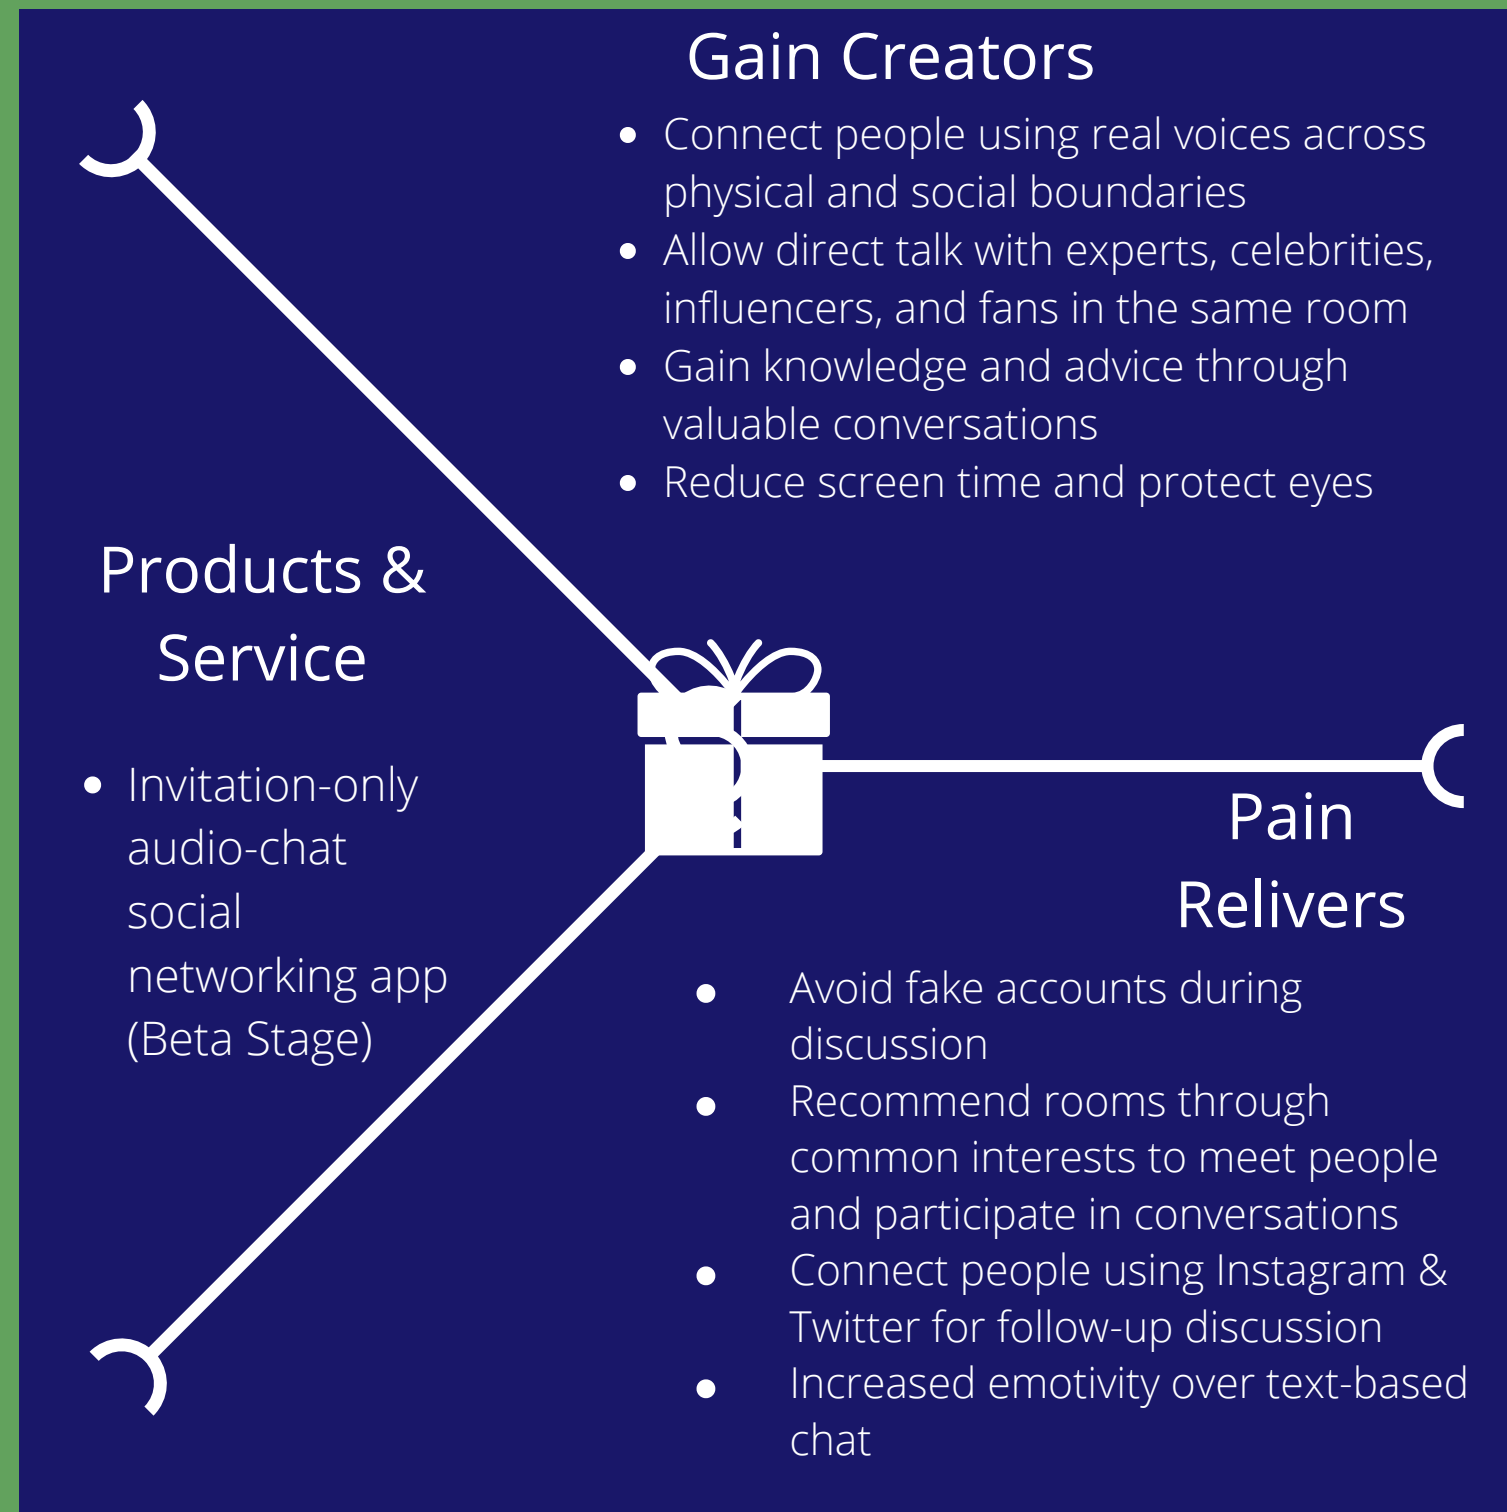 Gain Creators
• Connect people using real voices across
physical and social boundaries
• Allow direct talk with experts, celebrities,
influencers, and fans in the same room
• Gain knowledge and advice through
valuable conversations
• Reduce screen time and protect eyes
Products &
Service
• Invitation-only
audio-chat
social
networking app
(Beta Stage)
Pain
Relivers
• Avoid fake accounts during
discussion
• Recommend rooms through
common interests to meet people
and participate in conversations
• Connect people using Instagram &
Twitter for follow-up discussion
• Increased emotivity over text-based
chat